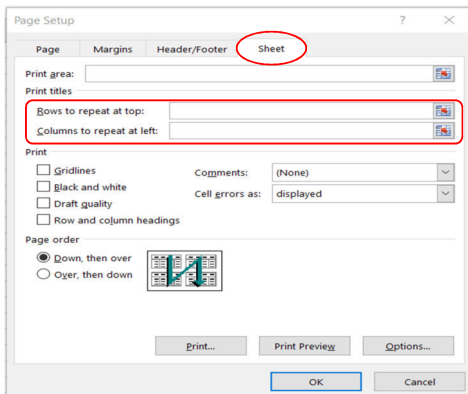 Page Setup ? ×
Page Margins Header/Footer Sheet
Print area:
Print titles
Rows to repeat at top:
Columns to repeat at left:
Print
Gridlines Comments: (None)
Black and white Cell errors as: displayed
Draft quality
Row and column headings
Page order
Down, then over
Over, then down
Print... Print Preview Options...
OK Cancel